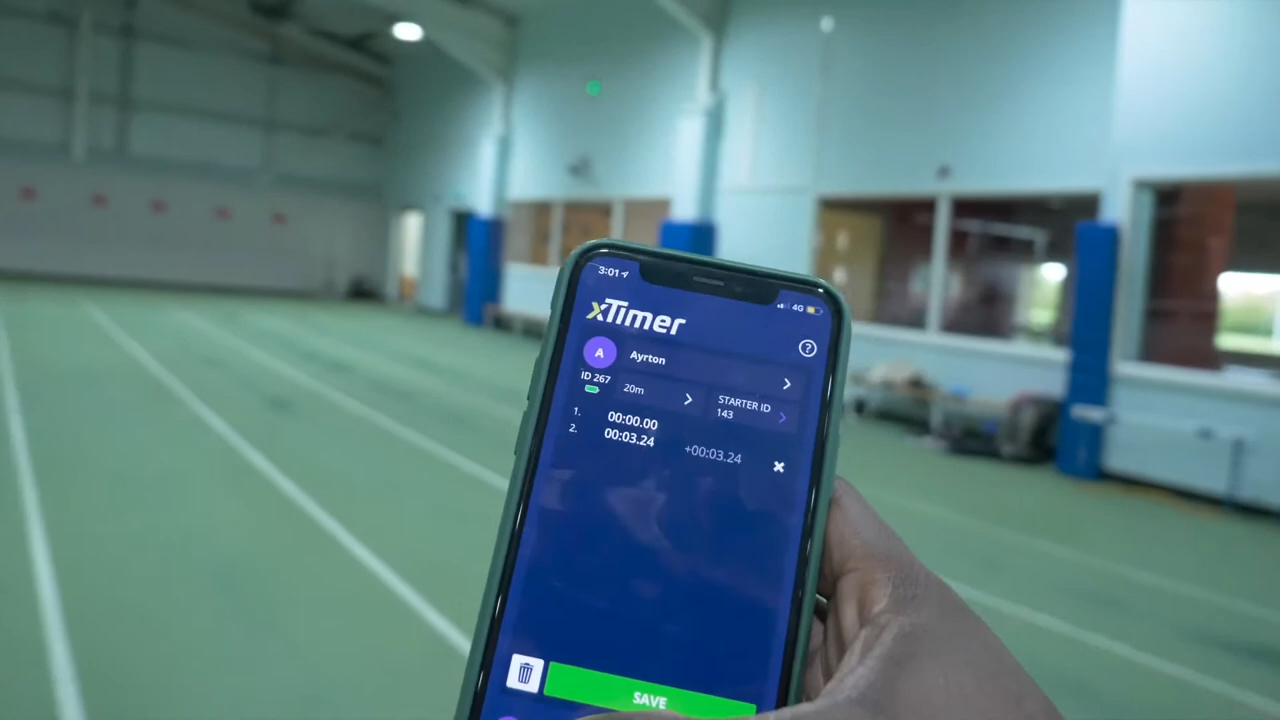 3:01
4G
xTimer
?
A
Ayrton
ID 267
20m
STARTER ID
143
1. 00:00.00
2. 00:03.24 +00:03.24
SAVE